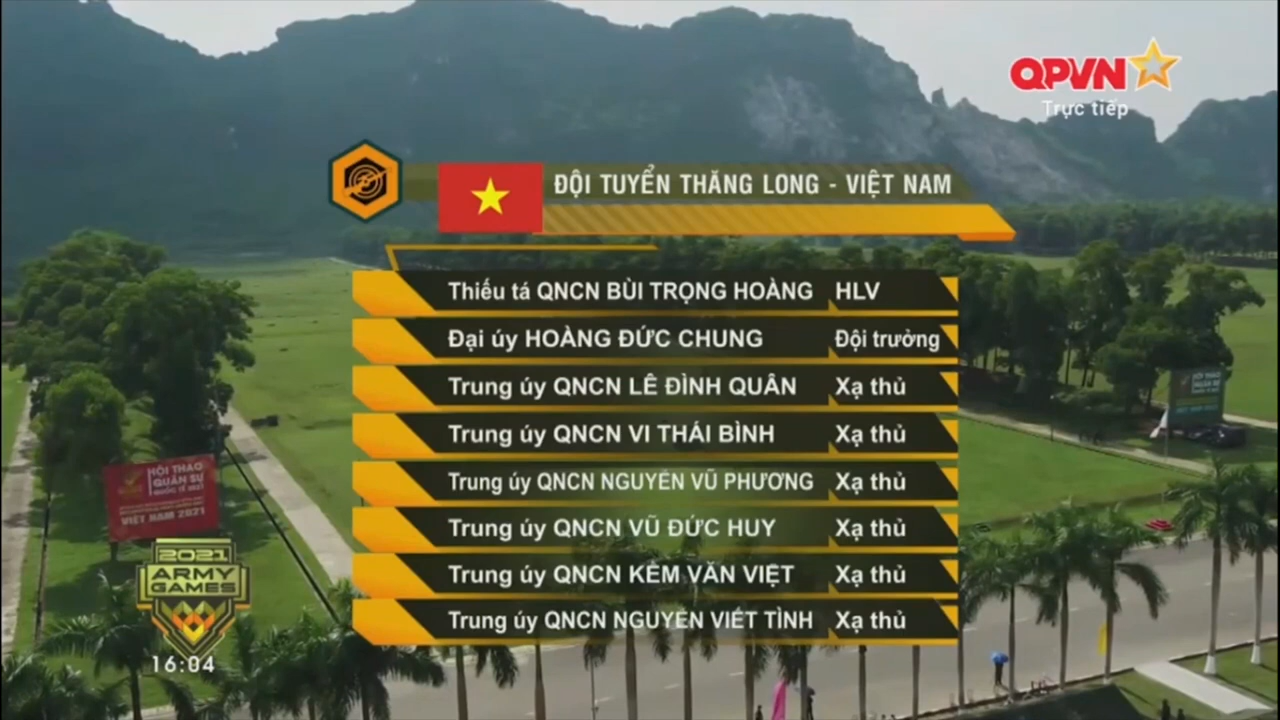 QPVN
Trực tiếp
ĐỘI TUYỂN THĂNG LONG - VIỆT NAM
Thiếu tá QNCN BÙI TRỌNG HOÀNG HLV
Đại úy HOÀNG ĐỨC CHUNG Đội trưởng
Trung úy QNCN LÊ ĐÌNH QUÂN Xạ thủ
Trung úy QNCN VI THÁI BÌNH Xạ thủ
Trung úy QNCN NGUYỄN VŨ PHƯƠNG Xạ thủ
Trung úy QNCN VŨ ĐỨC HUY Xạ thủ
Trung úy QNCN KẺM VĂN VIỆT Xạ thủ
Trung úy QNCN NGUYỄN VIẾT TÌNH Xạ thủ
HỘI THAO
QUÂN SỰ
QUỐC TẾ 2021
VIỆT NAM 2021
2021
ARMY
GAMES
16:04